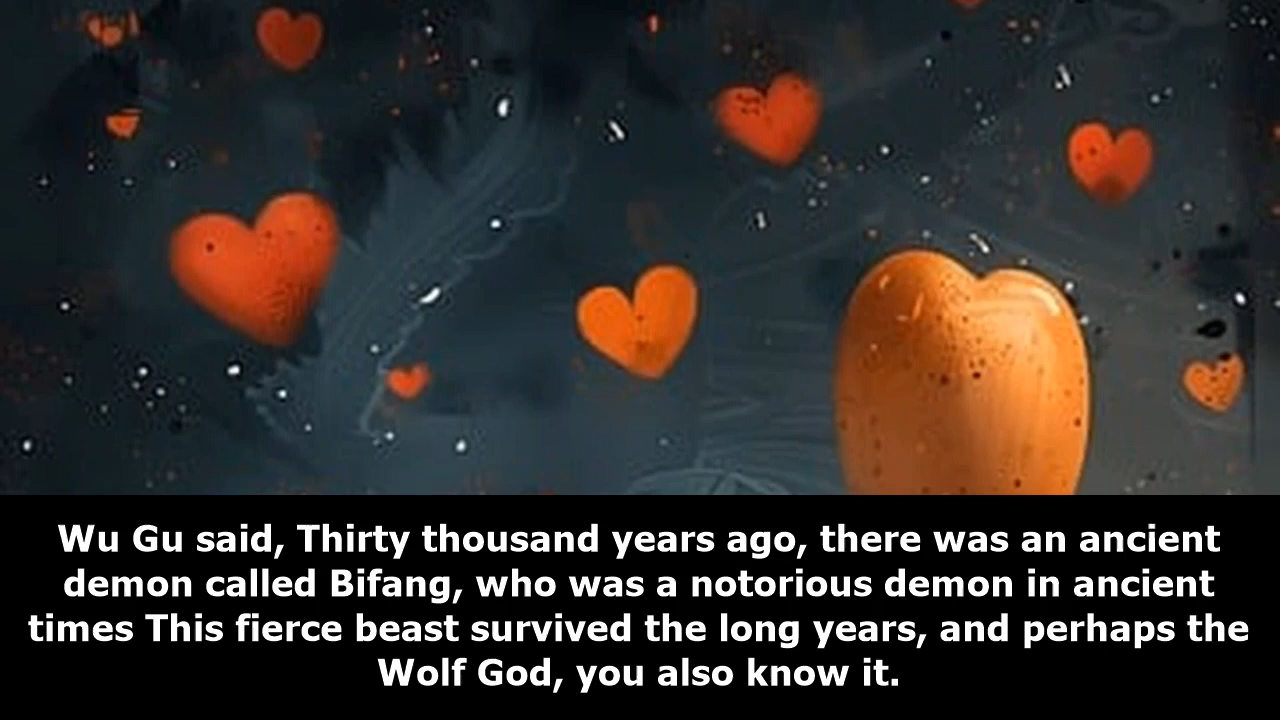 Wu Gu said, Thirty thousand years ago, there was an ancient
demon called Bifang, who was a notorious demon in ancient
times This fierce beast survived the long years, and perhaps the
Wolf God, you also know it.